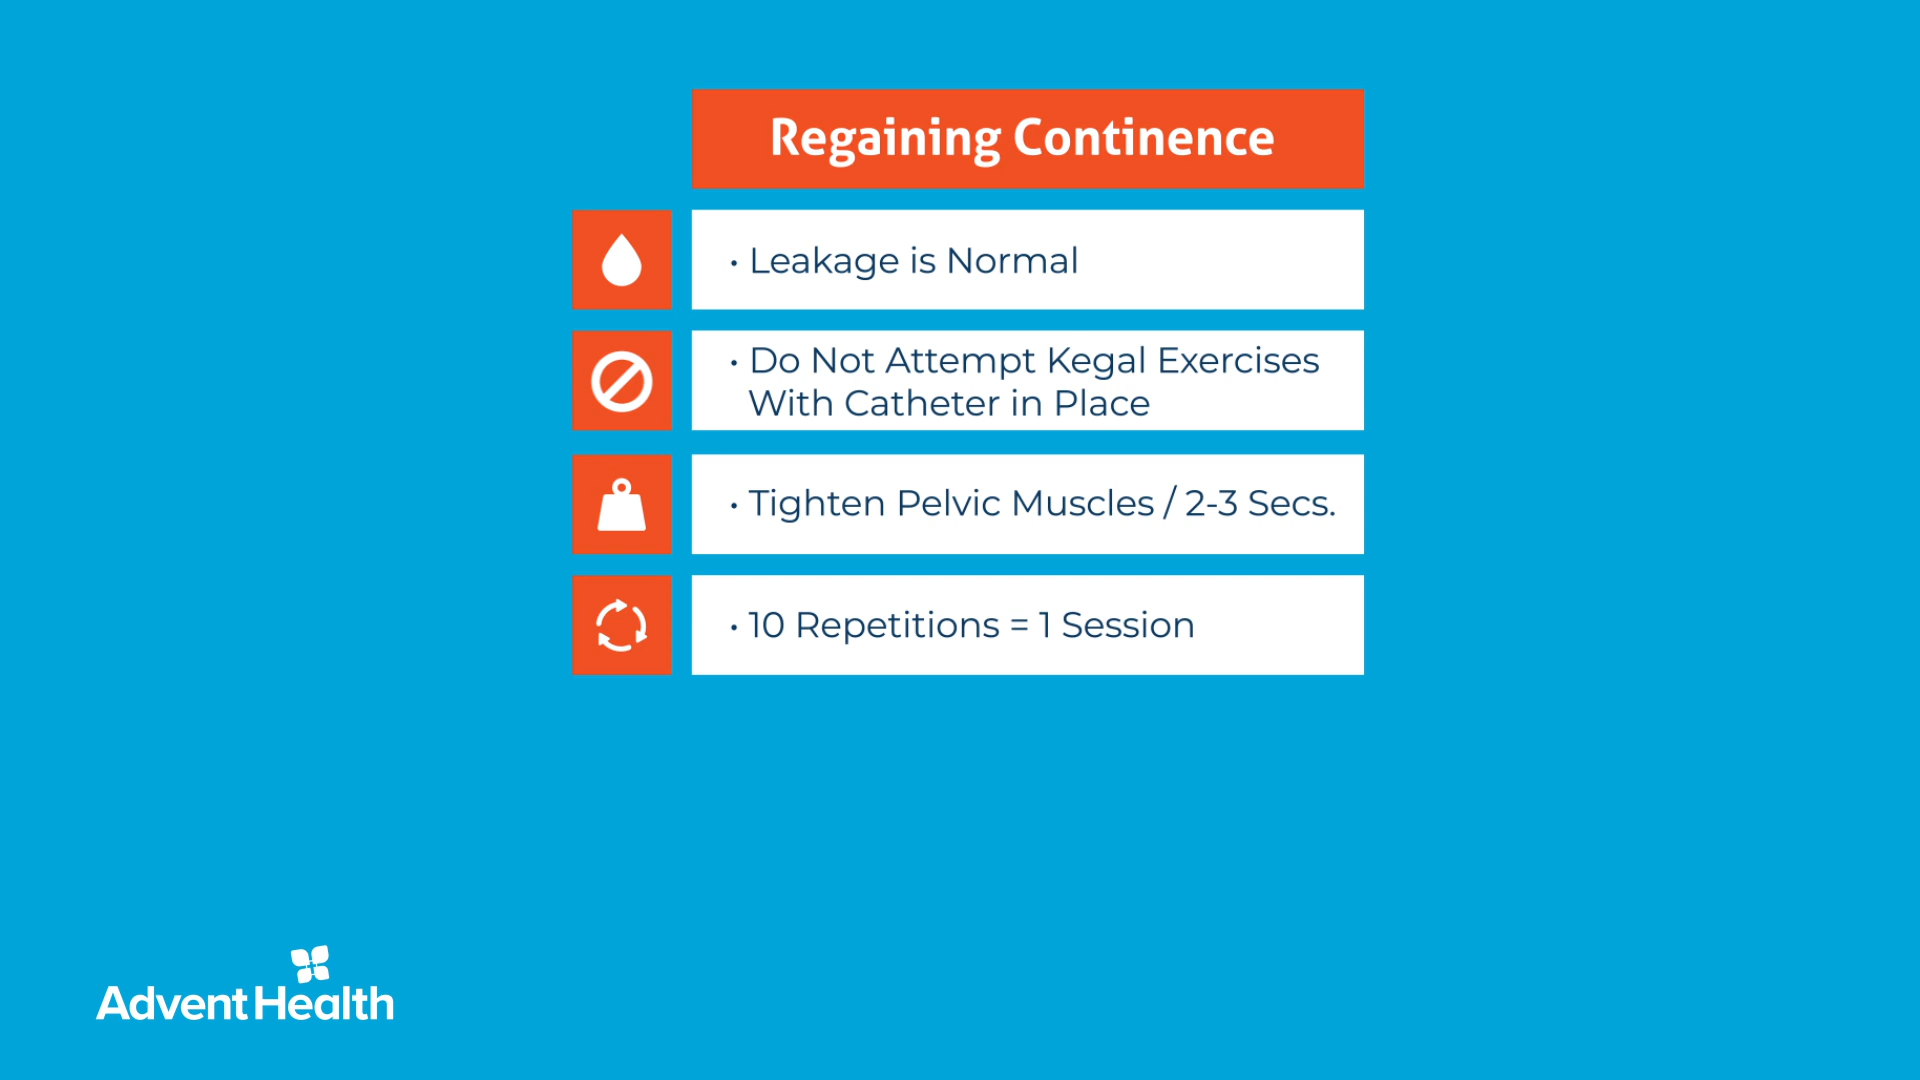 Regaining Continence
• Leakage is Normal
• Do Not Attempt Kegal Exercises
With Catheter in Place
• Tighten Pelvic Muscles / 2-3 Secs.
• 10 Repetitions = 1 Session
AdventHealth